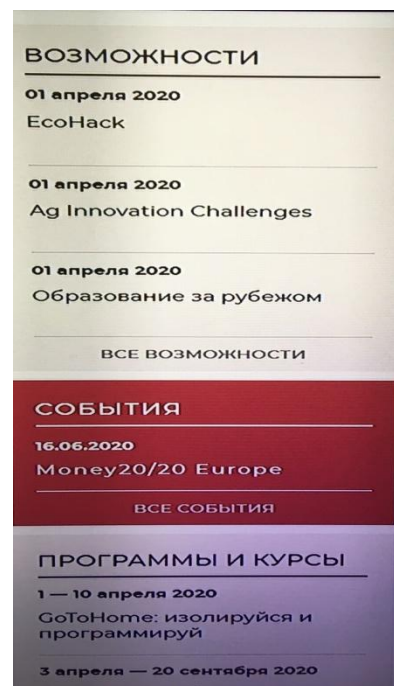 ВОЗМОЖНОСТИ
01 апреля 2020
EcoHack
01 апреля 2020
Ag Innovation Challenges
01 апреля 2020
Образование за рубежом
ВСЕ ВОЗМОЖНОСТИ
СОБЫТИЯ
16.06.2020
Money20/20 Europe
ВСЕ СОБЫТИЯ
ПРОГРАММЫ И КУРСЫ
1 — 10 апреля 2020
GoToHome: изолируйся и
программируй
3 апреля — 20 сентября 2020